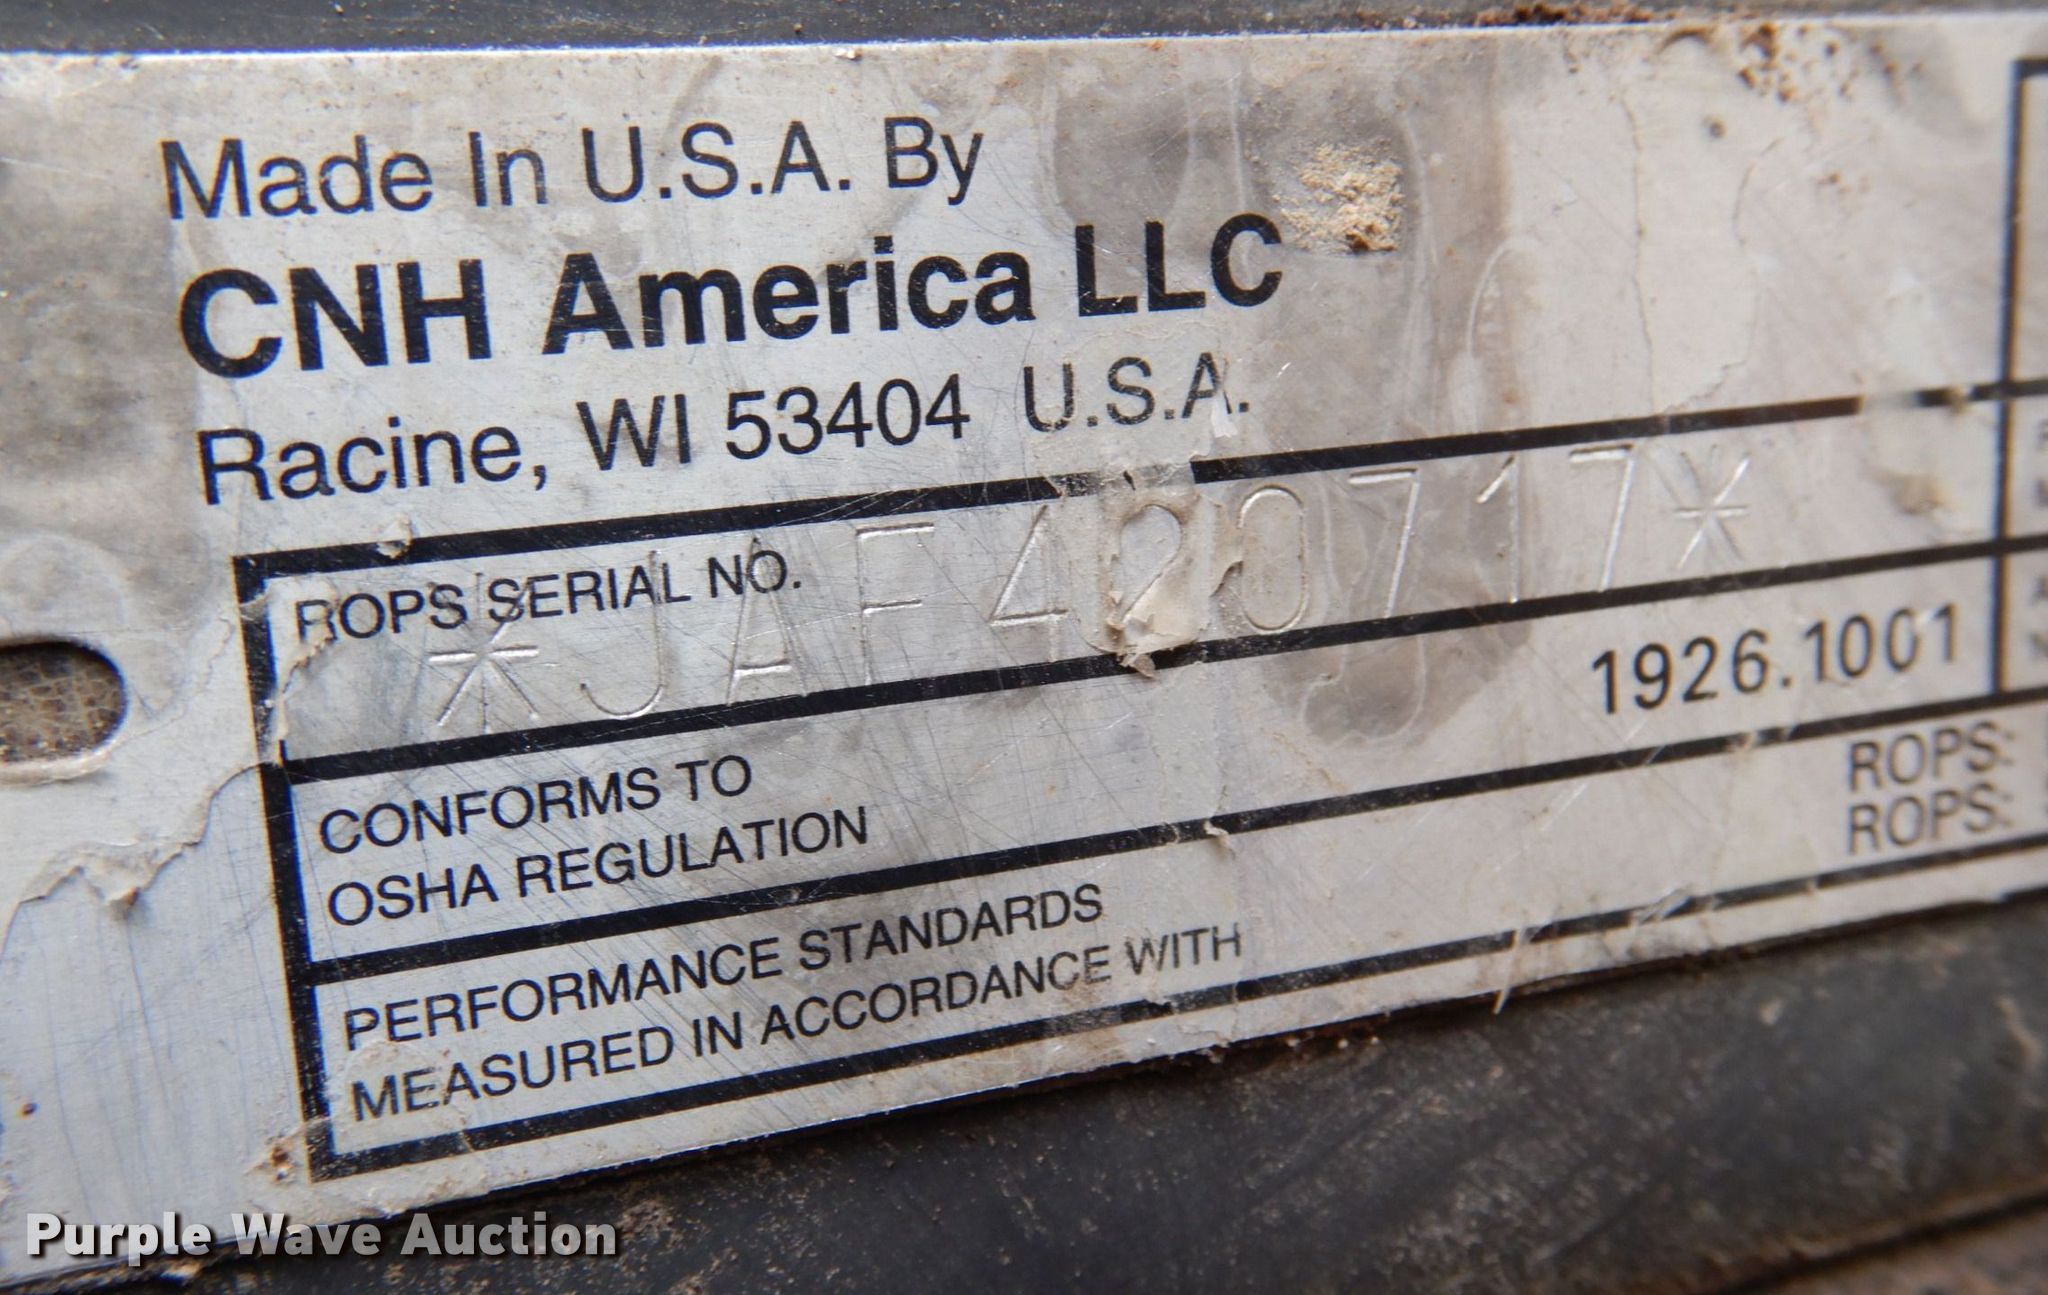 Made In U.S.A. By
CNH America LLC
Racine, WI 53404 U.S.A.
ROPS SERIAL NO.
*JAF420717*
CONFORMS TO
OSHA REGULATION
1926.1001
PERFORMANCE STANDARDS
MEASURED IN ACCORDANCE WITH
ROPS:
ROPS:
Purple Wave Auction